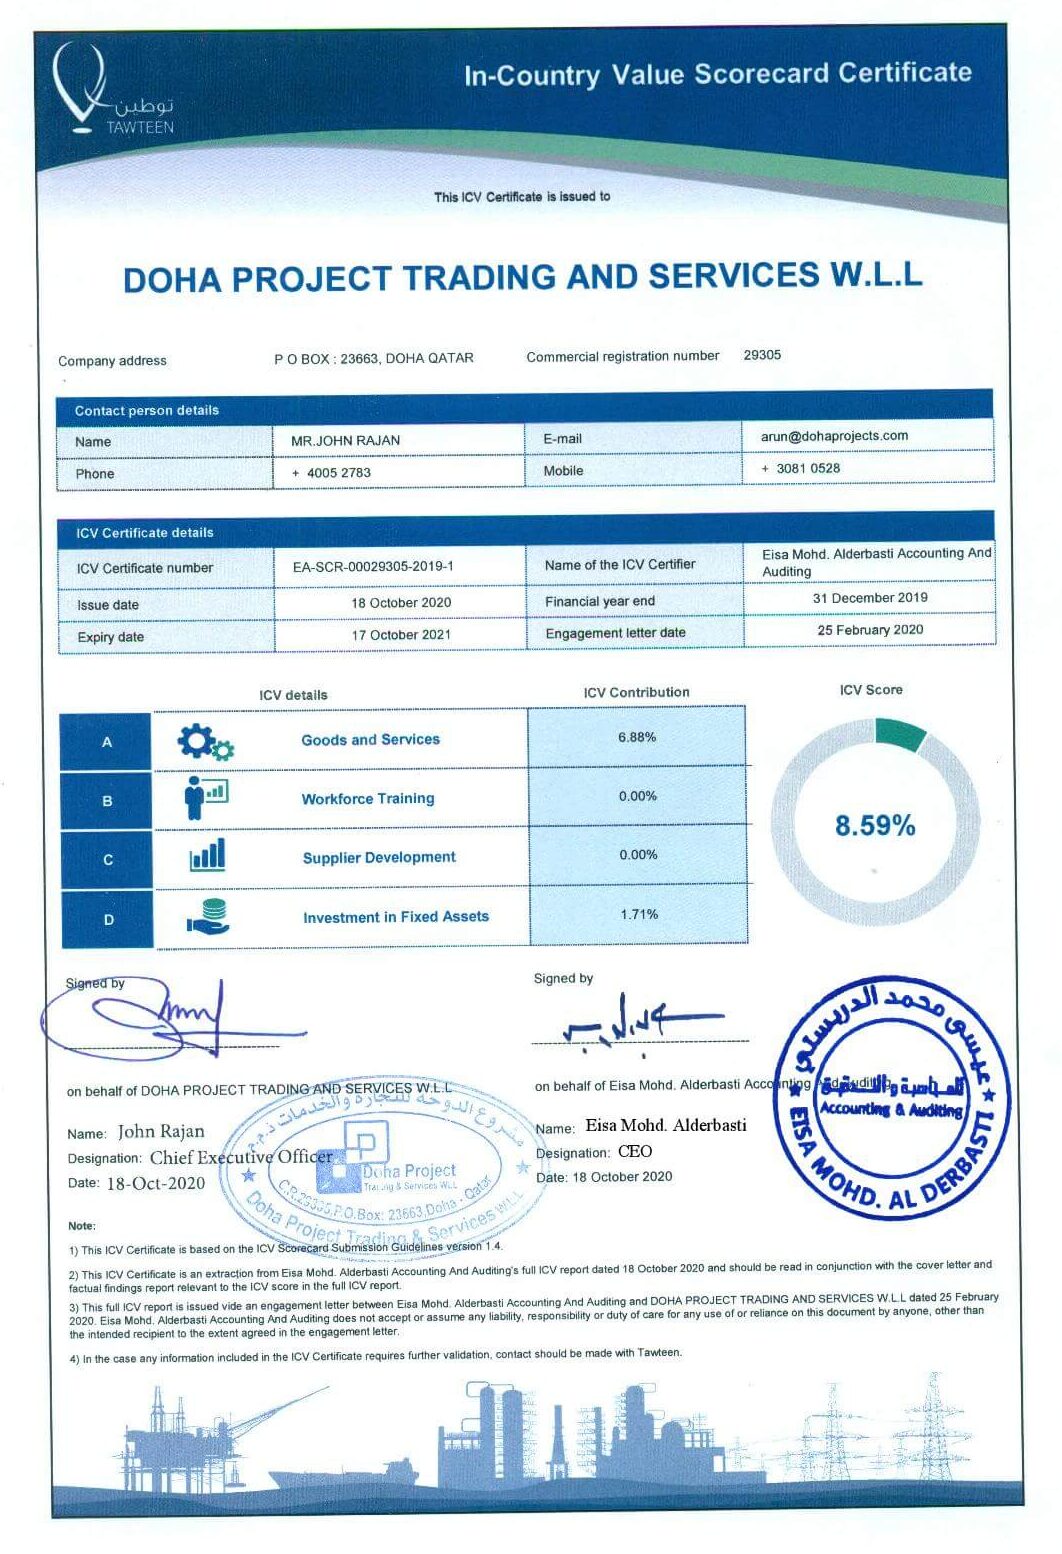 توطين
TAWTEEN
In-Country Value Scorecard Certificate
This ICV Certificate is issued to
DOHA PROJECT TRADING AND SERVICES W.L.L
Company address P O BOX : 23663, DOHA QATAR Commercial registration number 29305
Contact person details
Name MR.JOHN RAJAN E-mail arun@dohaprojects.com
Phone + 4005 2783 Mobile + 3081 0528
ICV Certificate details
ICV Certificate number EA-SCR-00029305-2019-1 Name of the ICV Certifier Eisa Mohd. Alderbasti Accounting And
Auditing
Issue date 18 October 2020 Financial year end 31 December 2019
Expiry date 17 October 2021 Engagement letter date 25 February 2020
ICV details ICV Contribution ICV Score
A Goods and Services 6.88%
B Workforce Training 0.00%
8.59%
C Supplier Development 0.00%
D Investment in Fixed Assets 1.71%
Signed by
Signed by
on behalf of DOHA PROJECT TRADING AND SERVICES W.L.L
on behalf of Eisa Mohd. Alderbasti Accounting And Auditing
Name: John Rajan
Designation: Chief Executive Officer
Date: 18-Oct-2020
Name: Eisa Mohd. Alderbasti
Designation: CEO
Date: 18 October 2020
مشروع الدوحة للتجارة والخدمات ذ.م.م
Doha Project
Trading & Services W.L.L
P.O.Box: 23663,Doha - Qatar
Doha Project Trading & Services W.L.L
عيسى محمد الدربستي
Accounting & Auditing
EISA MOHD. AL DERBASTI
Note:
1) This ICV Certificate is based on the ICV Scorecard Submission Guidelines version 1.4.
2) This ICV Certificate is an extraction from Eisa Mohd. Alderbasti Accounting And Auditing's full ICV report dated 18 October 2020 and should be read in conjunction with the cover letter and
factual findings report relevant to the ICV score in the full ICV report.
3) This full ICV report is issued vide an engagement letter between Eisa Mohd. Alderbasti Accounting And Auditing and DOHA PROJECT TRADING AND SERVICES W.L.L dated 25 February
2020. Eisa Mohd. Alderbasti Accounting And Auditing does not accept or assume any liability, responsibility or duty of care for any use of or reliance on this document by anyone, other than
the intended recipient to the extent agreed in the engagement letter.
4) In the case any information included in the ICV Certificate requires further validation, contact should be made with Tawteen.